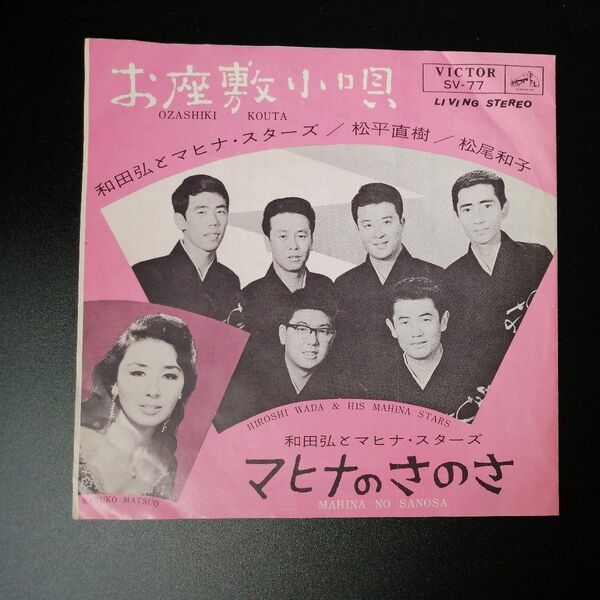 お座敷小唄
OZASHIKI KOUTA
VICTOR
SV-77
LIVING STEREO
和田弘とマヒナ・スターズ／松平直樹／松尾和子
HIROSHI WADA & HIS MAHINA STARS
KAZUKO MATSUO
和田弘とマヒナ・スターズ
マヒナのさのさ
MAHINA NO SANOSA